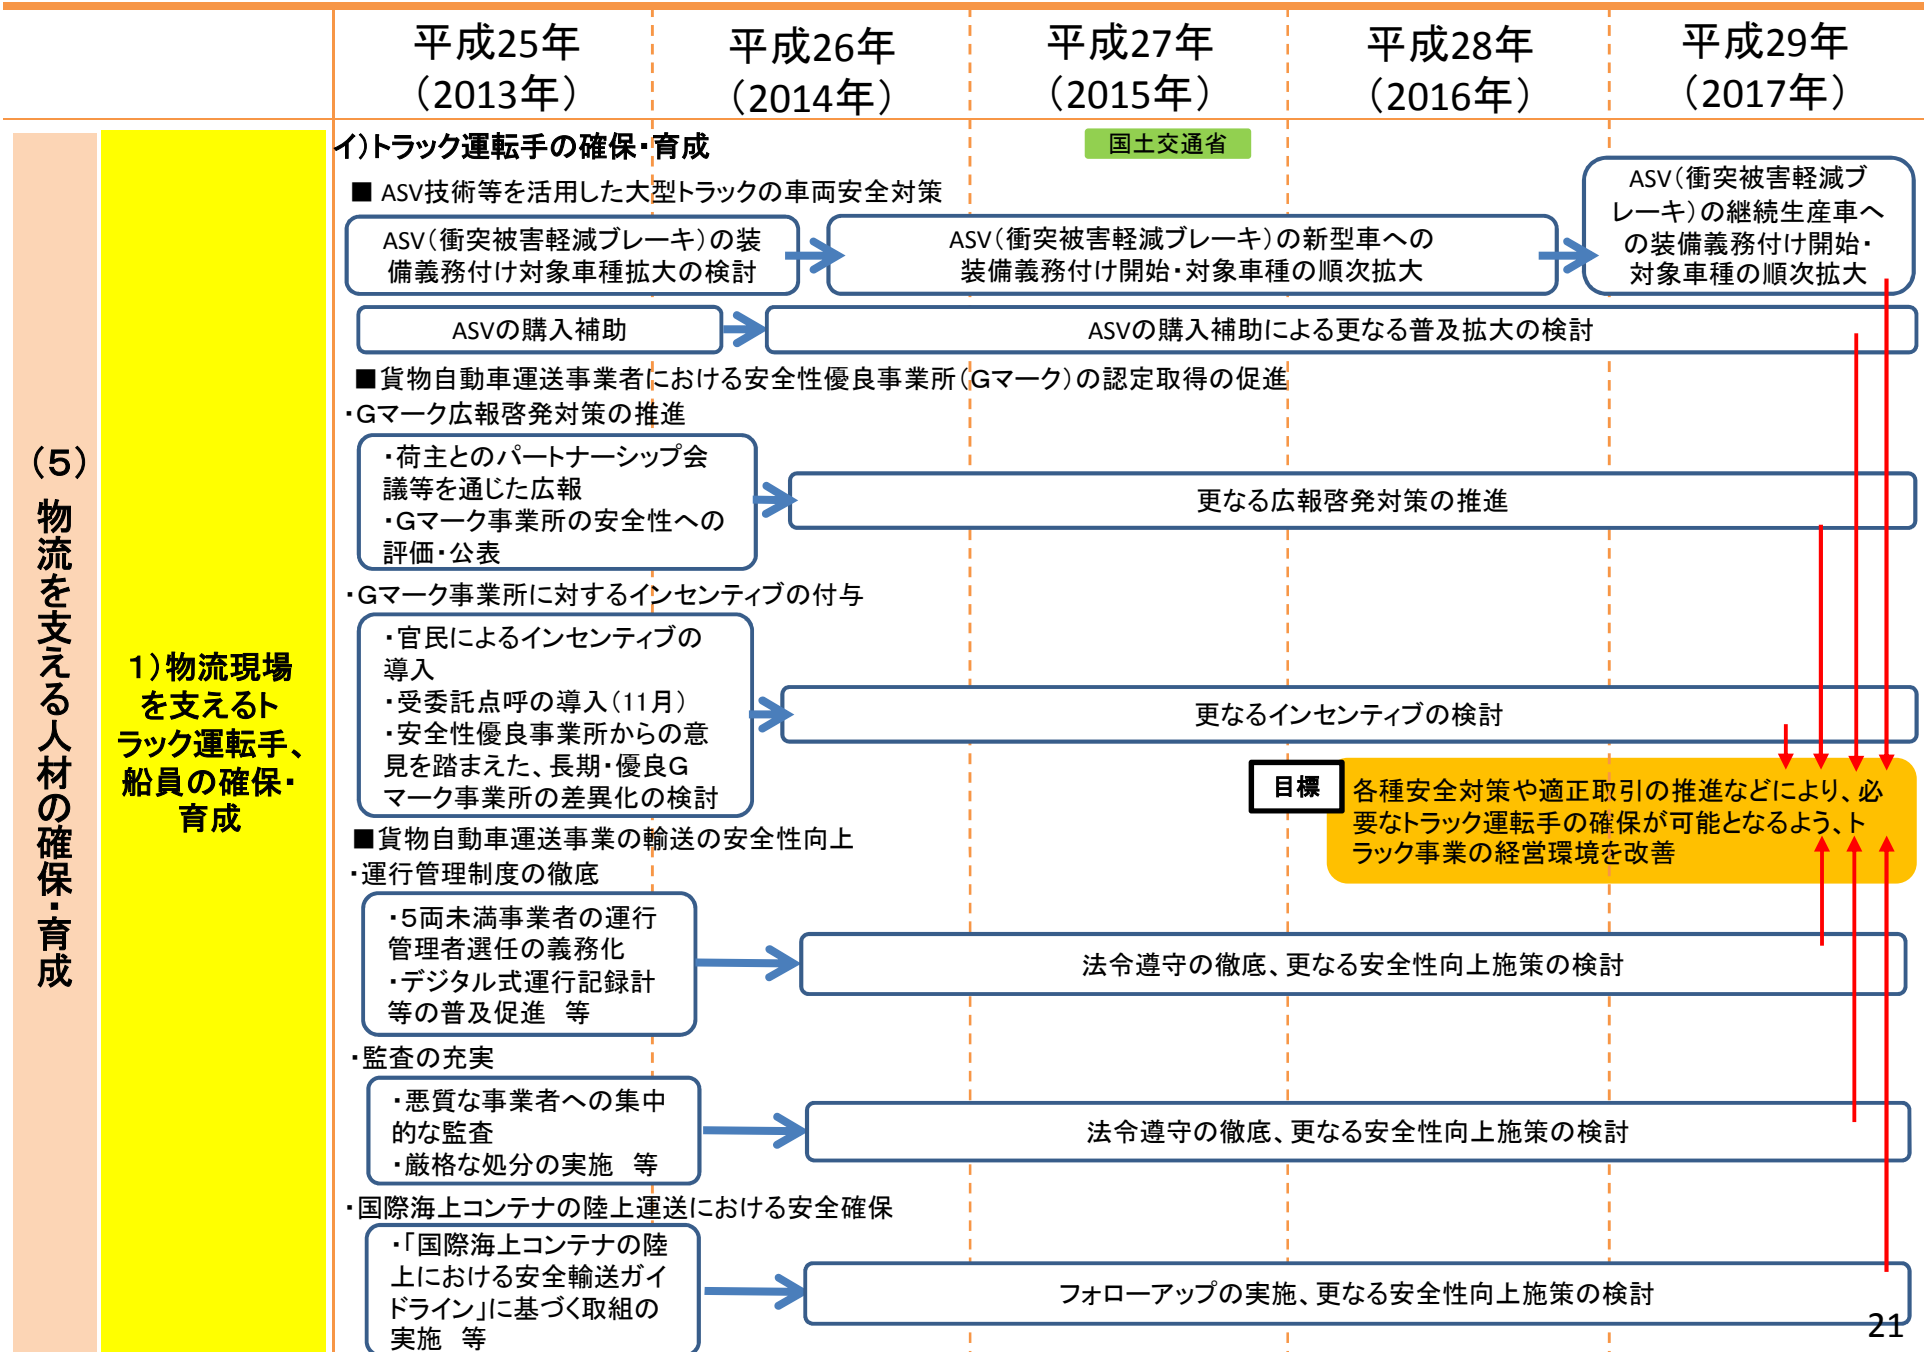 平成25年
（2013年）
平成26年
（2014年）
平成27年
（2015年）
平成28年
（2016年）
平成29年
（2017年）
（5）物流を支える人材の確保・育成
1）物流現場
を支えるト
ラック運転手、
船員の確保・
育成
イ）トラック運転手の確保・育成
国土交通省
■ ASV技術等を活用した大型トラックの車両安全対策
ASV（衝突被害軽減ブレーキ）の装
備義務付け対象車種拡大の検討
ASV（衝突被害軽減ブレーキ）の新型車への
装備義務付け開始・対象車種の順次拡大
ASV（衝突被害軽減ブ
レーキ）の継続生産車へ
の装備義務付け開始・
対象車種の順次拡大
ASVの購入補助
ASVの購入補助による更なる普及拡大の検討
■貨物自動車運送事業者における安全性優良事業所（Gマーク）の認定取得の促進
・Gマーク広報啓発対策の推進
・荷主とのパートナーシップ会
議等を通じた広報
・Gマーク事業所の安全性への
評価・公表
更なる広報啓発対策の推進
・Gマーク事業所に対するインセンティブの付与
・官民によるインセンティブの
導入
・受委託点呼の導入（11月）
・安全性優良事業所からの意
見を踏まえた、長期・優良G
マーク事業所の差異化の検討
更なるインセンティブの検討
目標
各種安全対策や適正取引の推進などにより、必
要なトラック運転手の確保が可能となるよう、ト
ラック事業の経営環境を改善
■貨物自動車運送事業の輸送の安全性向上
・運行管理制度の徹底
・5両未満事業者の運行
管理者選任の義務化
・デジタル式運行記録計
等の普及促進　等
法令遵守の徹底、更なる安全性向上施策の検討
・監査の充実
・悪質な事業者への集中
的な監査
・厳格な処分の実施　等
法令遵守の徹底、更なる安全性向上施策の検討
・国際海上コンテナの陸上運送における安全確保
・「国際海上コンテナの陸
上における安全輸送ガイ
ドライン」に基づく取組の
実施　等
フォローアップの実施、更なる安全性向上施策の検討
21